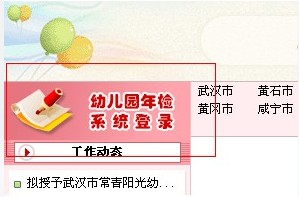 幼儿园年检
系统登录
武汉市 黄石市
黄冈市 咸宁市
工作动态
拟授予武汉市常青阳光幼...